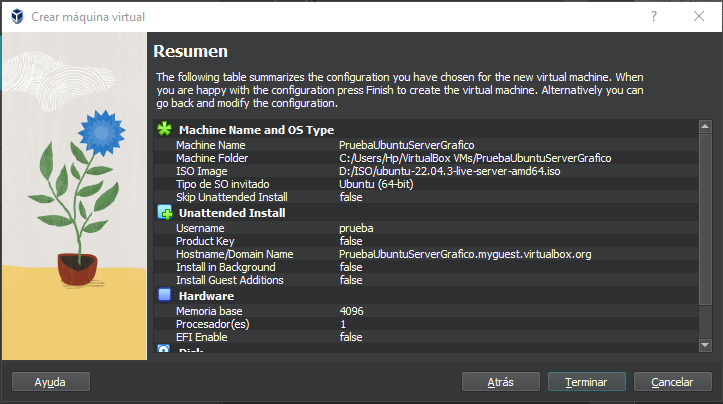 Crear máquina virtual
Resumen
The following table summarizes the configuration you have chosen for the new virtual machine. When
you are happy with the configuration press Finish to create the virtual machine. Alternatively you can
go back and modify the configuration.
Machine Name and OS Type
Machine Name PruebaUbuntuServerGrafico
Machine Folder C:/Users/Hp/VirtualBox VMs/PruebaUbuntuServerGrafico
ISO Image D:/ISO/ubuntu-22.04.3-live-server-amd64.iso
Tipo de SO invitado Ubuntu (64-bit)
Skip Unattended Install false
Unattended Install
Username prueba
Product Key false
Hostname/Domain Name PruebaUbuntuServerGrafico.myguest.virtualbox.org
Install in Background false
Install Guest Additions false
Hardware
Memoria base 4096
Procesador(es) 1
EFI Enable false
Disk
Ayuda Atrás Terminar Cancelar